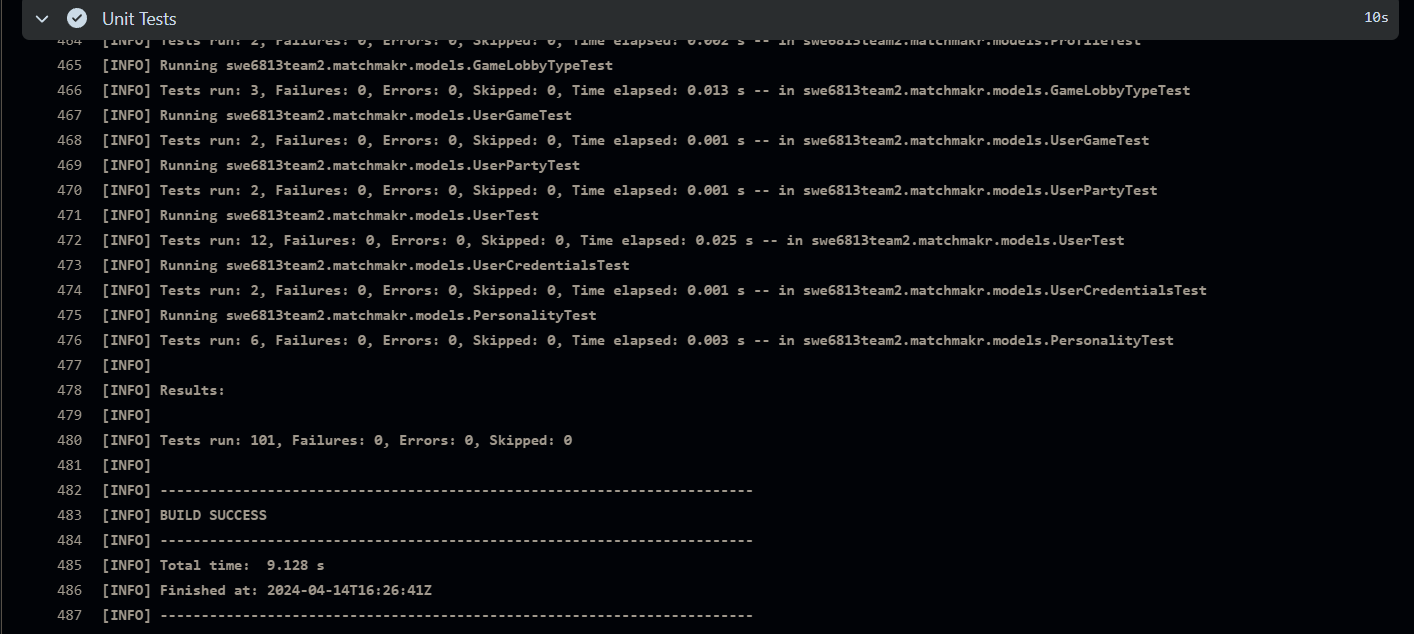 Unit Tests
10s
464 [INFO] Tests run: 2, Failures: 0, Errors: 0, Skipped: 0, Time elapsed: 0.002 s -- in swe6813team2.matchmakr.models.ProfileTest
465 [INFO] Running swe6813team2.matchmakr.models.GameLobbyTypeTest
466 [INFO] Tests run: 3, Failures: 0, Errors: 0, Skipped: 0, Time elapsed: 0.013 s -- in swe6813team2.matchmakr.models.GameLobbyTypeTest
467 [INFO] Running swe6813team2.matchmakr.models.UserGameTest
468 [INFO] Tests run: 2, Failures: 0, Errors: 0, Skipped: 0, Time elapsed: 0.001 s -- in swe6813team2.matchmakr.models.UserGameTest
469 [INFO] Running swe6813team2.matchmakr.models.UserPartyTest
470 [INFO] Tests run: 2, Failures: 0, Errors: 0, Skipped: 0, Time elapsed: 0.001 s -- in swe6813team2.matchmakr.models.UserPartyTest
471 [INFO] Running swe6813team2.matchmakr.models.UserTest
472 [INFO] Tests run: 12, Failures: 0, Errors: 0, Skipped: 0, Time elapsed: 0.025 s -- in swe6813team2.matchmakr.models.UserTest
473 [INFO] Running swe6813team2.matchmakr.models.UserCredentialsTest
474 [INFO] Tests run: 2, Failures: 0, Errors: 0, Skipped: 0, Time elapsed: 0.001 s -- in swe6813team2.matchmakr.models.UserCredentialsTest
475 [INFO] Running swe6813team2.matchmakr.models.PersonalityTest
476 [INFO] Tests run: 6, Failures: 0, Errors: 0, Skipped: 0, Time elapsed: 0.003 s -- in swe6813team2.matchmakr.models.PersonalityTest
477 [INFO]
478 [INFO] Results:
479 [INFO]
480 [INFO] Tests run: 101, Failures: 0, Errors: 0, Skipped: 0
481 [INFO]
482 [INFO] ------------------------------------------------------------------------
483 [INFO] BUILD SUCCESS
484 [INFO] ------------------------------------------------------------------------
485 [INFO] Total time:  9.128 s
486 [INFO] Finished at: 2024-04-14T16:26:41Z
487 [INFO] ------------------------------------------------------------------------